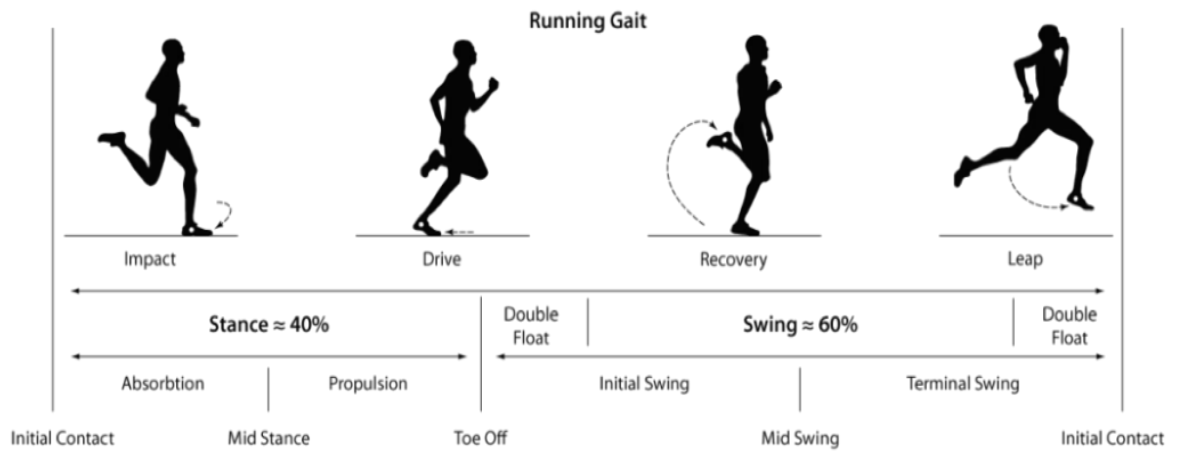 Running Gait
Impact
Drive
Recovery
Leap
Stance ≈ 40%
Double
Float
Swing ≈ 60%
Double
Float
Absorbtion
Propulsion
Initial Swing
Terminal Swing
Initial Contact
Mid Stance
Toe Off
Mid Swing
Initial Contact